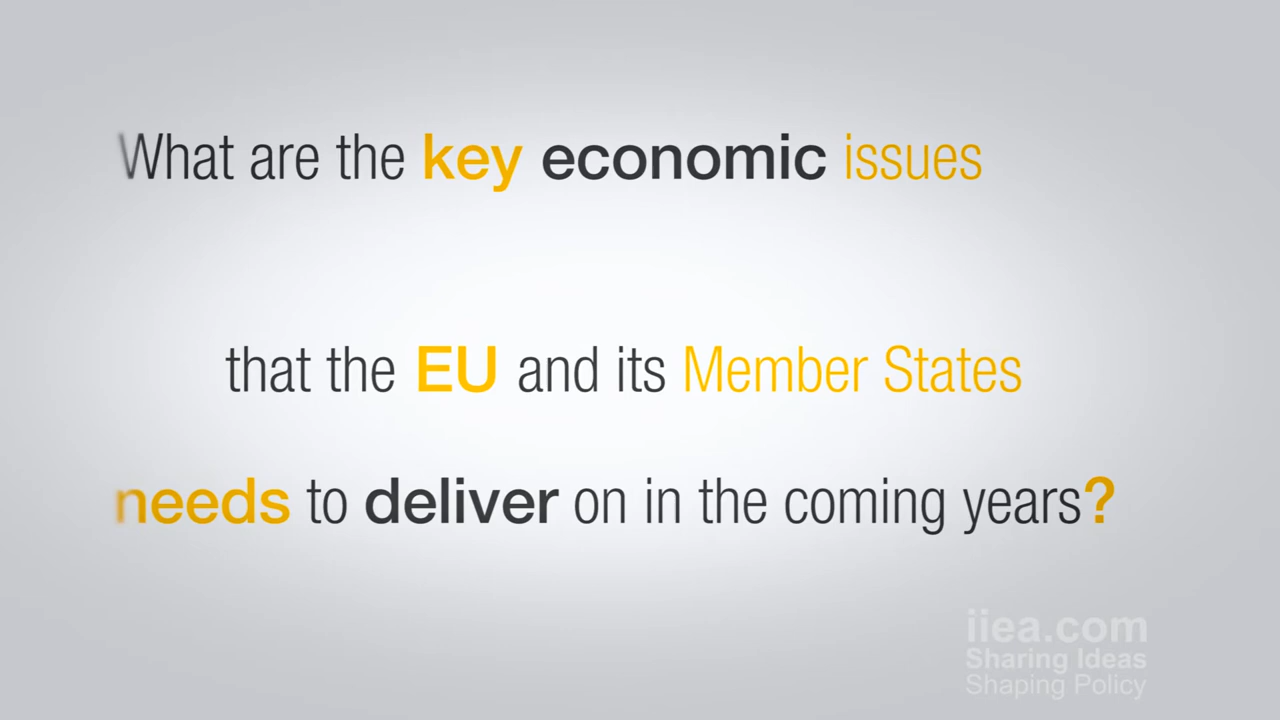 What are the key economic issues
that the EU and its Member States
needs to deliver on in the coming years?
iiea.com
Sharing Ideas
Shaping Policy